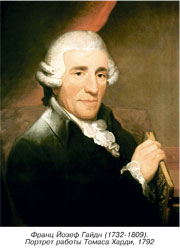 Франц Йозеф Гайдн (1732-1809).
Портрет работы Томаса Харди, 1792